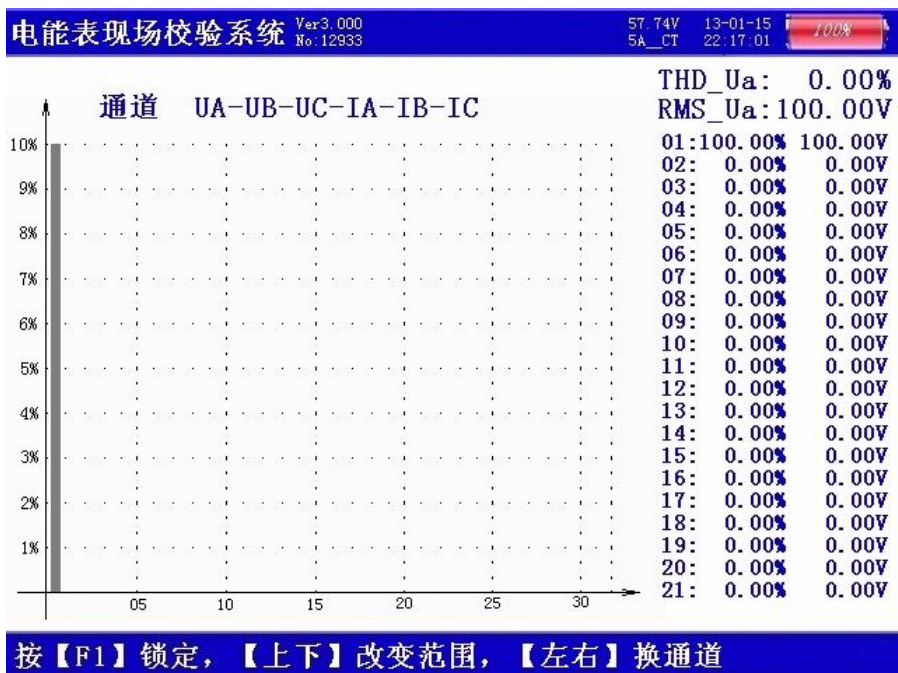 电能表现场校验系统 Ver3.000 57.74V 13-01-15 100%
No:12933 5A__CT 22:17:01
THD_Ua: 0.00%
通道 UA-UB-UC-IA-IB-IC RMS_Ua:100.00V
10% 01:100.00% 100.00V
02: 0.00% 0.00V
9% 03: 0.00% 0.00V
04: 0.00% 0.00V
8% 05: 0.00% 0.00V
06: 0.00% 0.00V
7% 07: 0.00% 0.00V
08: 0.00% 0.00V
6% 09: 0.00% 0.00V
10: 0.00% 0.00V
5% 11: 0.00% 0.00V
12: 0.00% 0.00V
4% 13: 0.00% 0.00V
14: 0.00% 0.00V
3% 15: 0.00% 0.00V
16: 0.00% 0.00V
2% 17: 0.00% 0.00V
18: 0.00% 0.00V
1% 19: 0.00% 0.00V
20: 0.00% 0.00V
21: 0.00% 0.00V
05 10 15 20 25 30
按【F1】锁定，【上下】改变范围，【左右】换通道